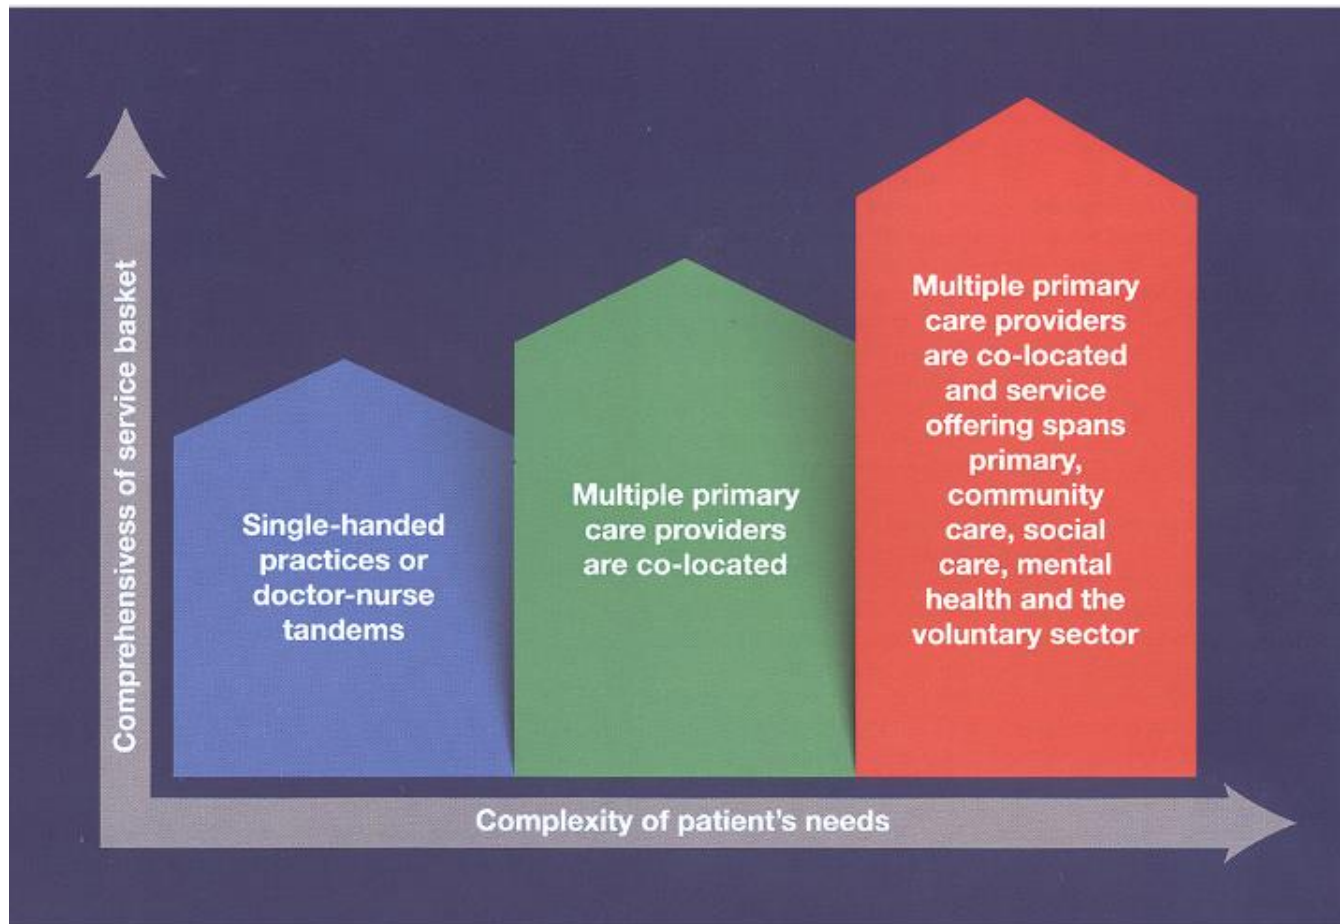 Comprehensivess of service basket
Single-handed
practices or
doctor-nurse
tandems
Multiple primary
care providers
are co-located
Multiple primary
care providers
are co-located
and service
offering spans
primary,
community
care, social
care, mental
health and the
voluntary sector
Complexity of patient's needs